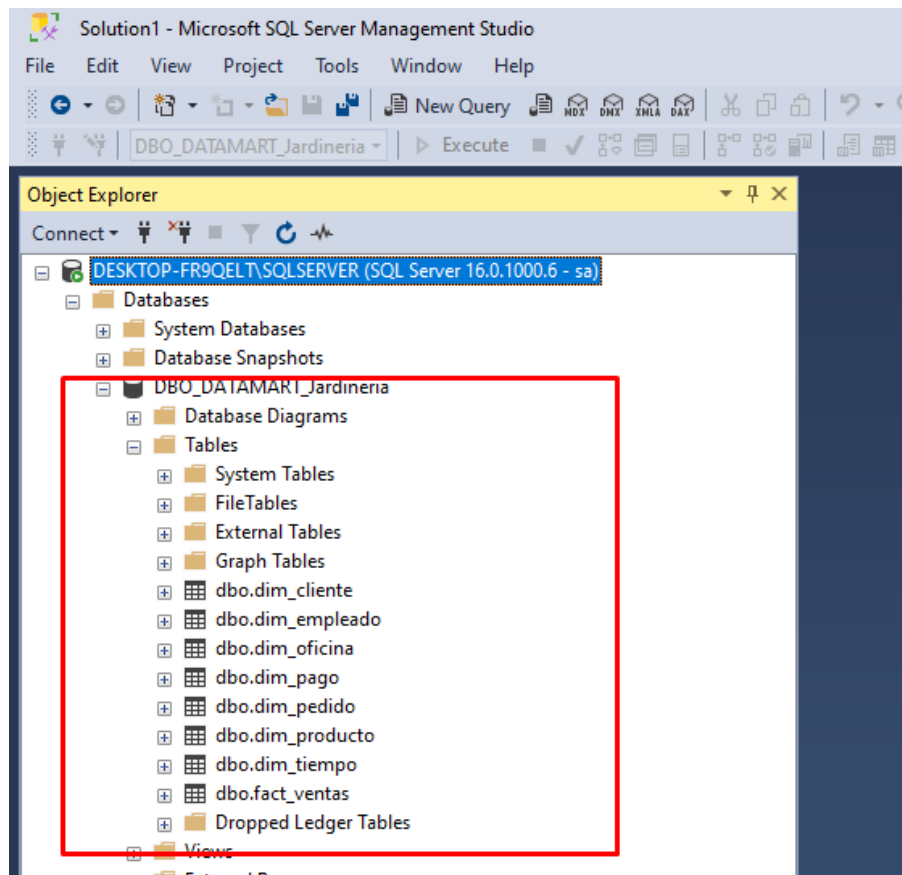 Solution1 - Microsoft SQL Server Management Studio
File Edit View Project Tools Window Help
New Query MDX DMX XMLA DAX
DBO_DATAMART_Jardineria Execute
Object Explorer
Connect
DESKTOP-FR9QELT\SQLSERVER (SQL Server 16.0.1000.6 - sa)
Databases
System Databases
Database Snapshots
DBO_DATAMART_Jardineria
Database Diagrams
Tables
System Tables
FileTables
External Tables
Graph Tables
dbo.dim_cliente
dbo.dim_empleado
dbo.dim_oficina
dbo.dim_pago
dbo.dim_pedido
dbo.dim_producto
dbo.dim_tiempo
dbo.fact_ventas
Dropped Ledger Tables
Views